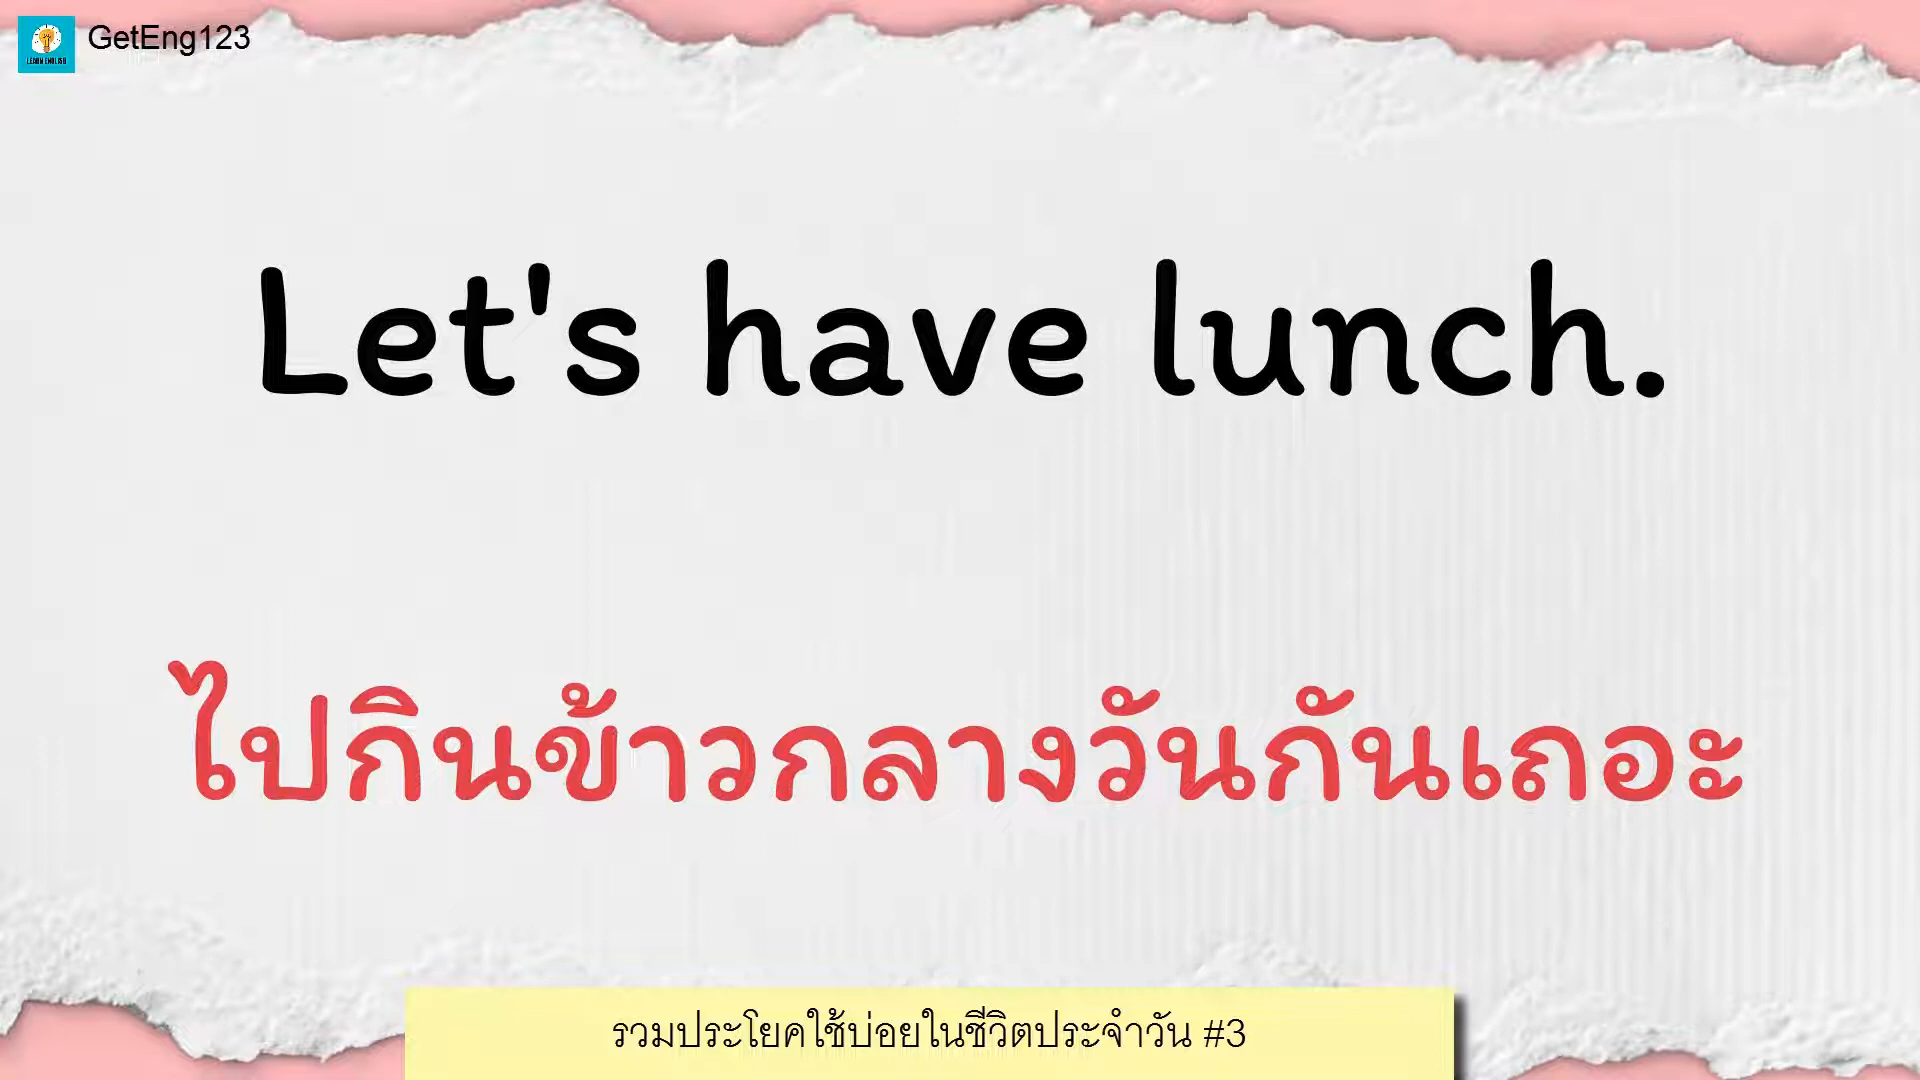 GetEng123
LEARN ENGLISH
Let's have lunch.
ไปกินข้าวกลางวันกันเถอะ
รวมประโยคใช้บ่อยในชีวิตประจำวัน #3